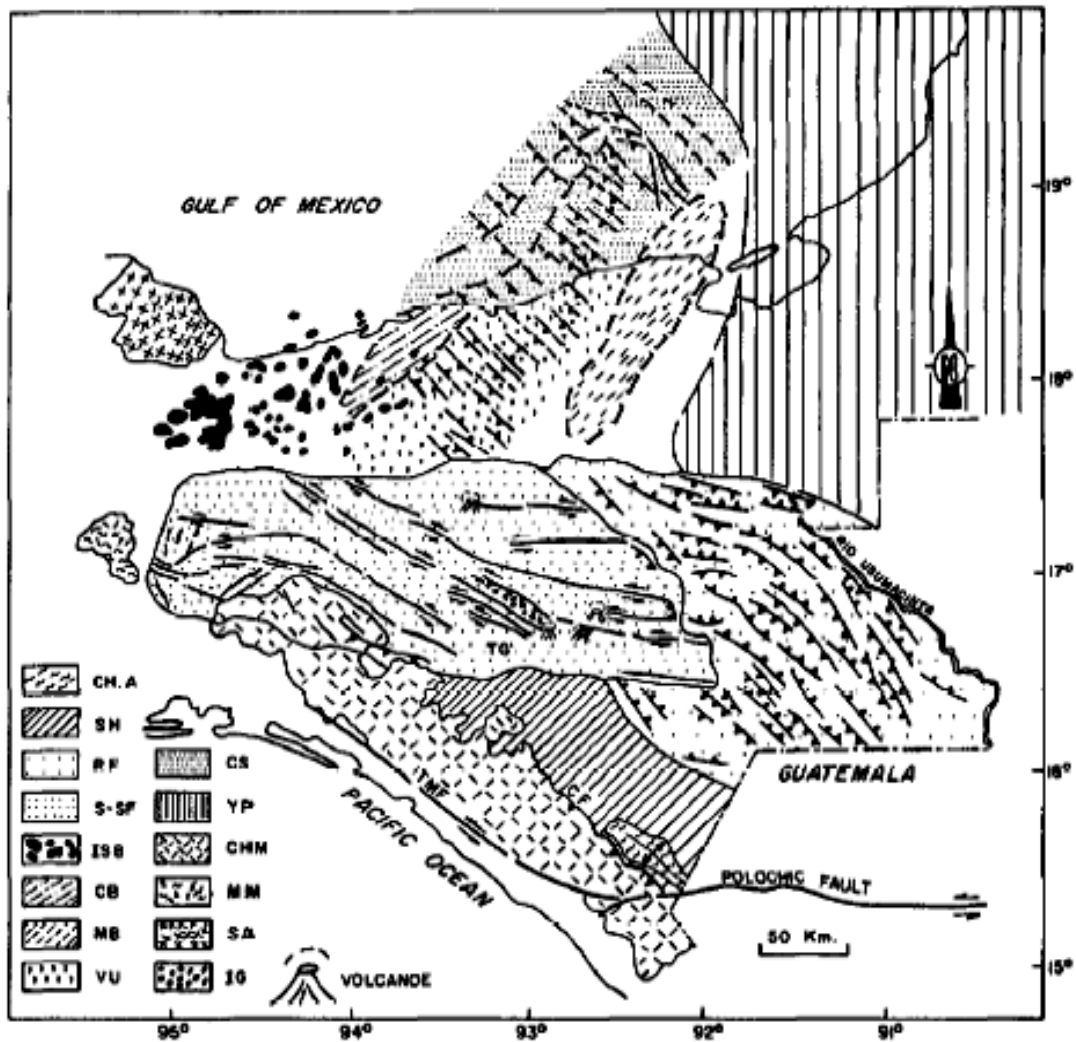 GULF OF MEXICO
19°
18°
RIO USUMACINTA
17°
TG
CH.A
SH
RF
CS
S-SF
YP
ISB
CHM
CB
MM
MB
SA
VU
IG
VOLCANOE
TMF
C.F.
PACIFIC OCEAN
GUATEMALA
16°
POLOCHIC FAULT
50 Km.
15°
95°
94°
93°
92°
91°